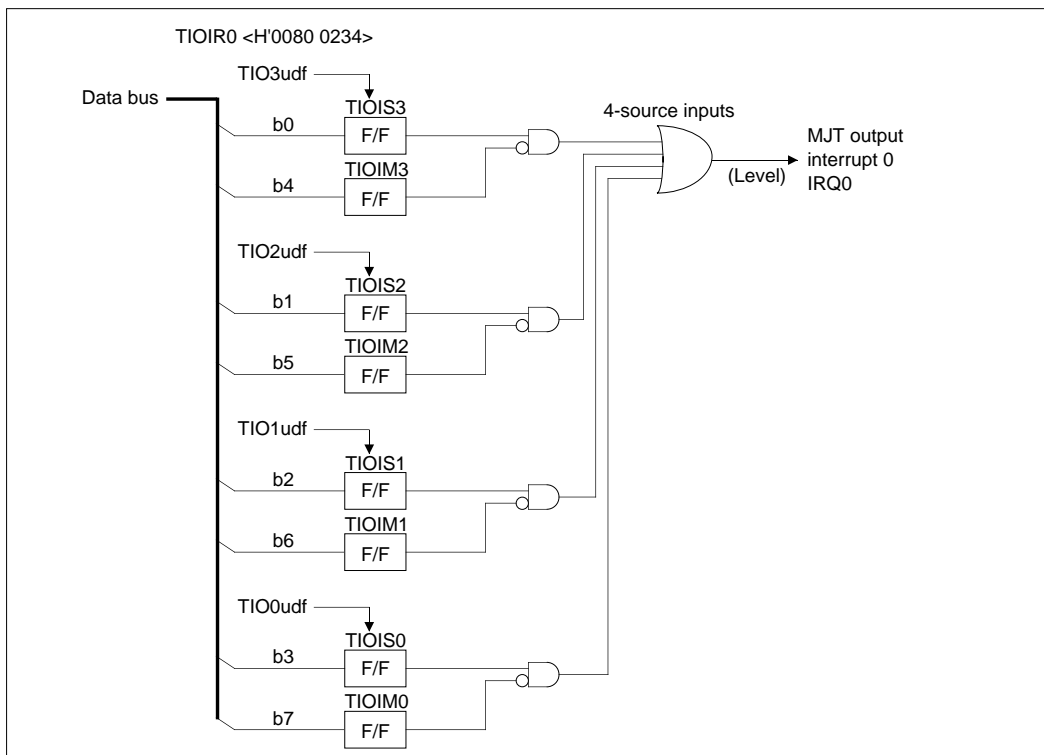 TIOIR0 <H'0080 0234>
TIO3udf
Data bus
TIOIS3
b0
F/F
TIOIM3
b4
F/F
4-source inputs
(Level)
MJT output
interrupt 0
IRQ0
TIO2udf
TIOIS2
b1
F/F
TIOIM2
b5
F/F
TIO1udf
TIOIS1
b2
F/F
TIOIM1
b6
F/F
TIO0udf
TIOIS0
b3
F/F
TIOIM0
b7
F/F